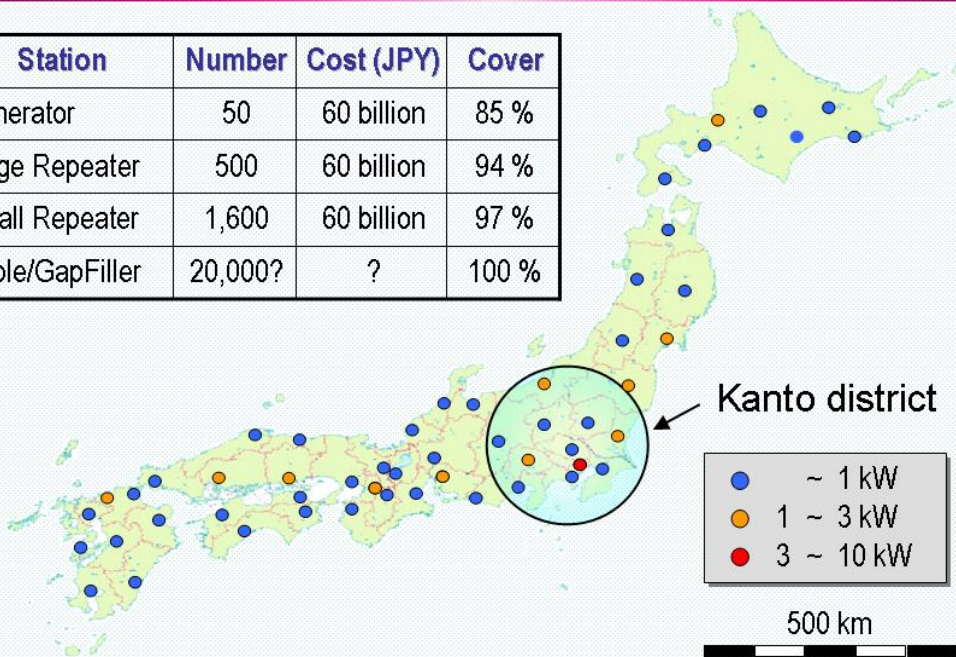 Station Number Cost (JPY) Cover
nerator 50 60 billion 85 %
ge Repeater 500 60 billion 94 %
all Repeater 1,600 60 billion 97 %
ole/GapFiller 20,000? ? 100 %
Kanto district
~ 1 kW
1 ~ 3 kW
3 ~ 10 kW
500 km